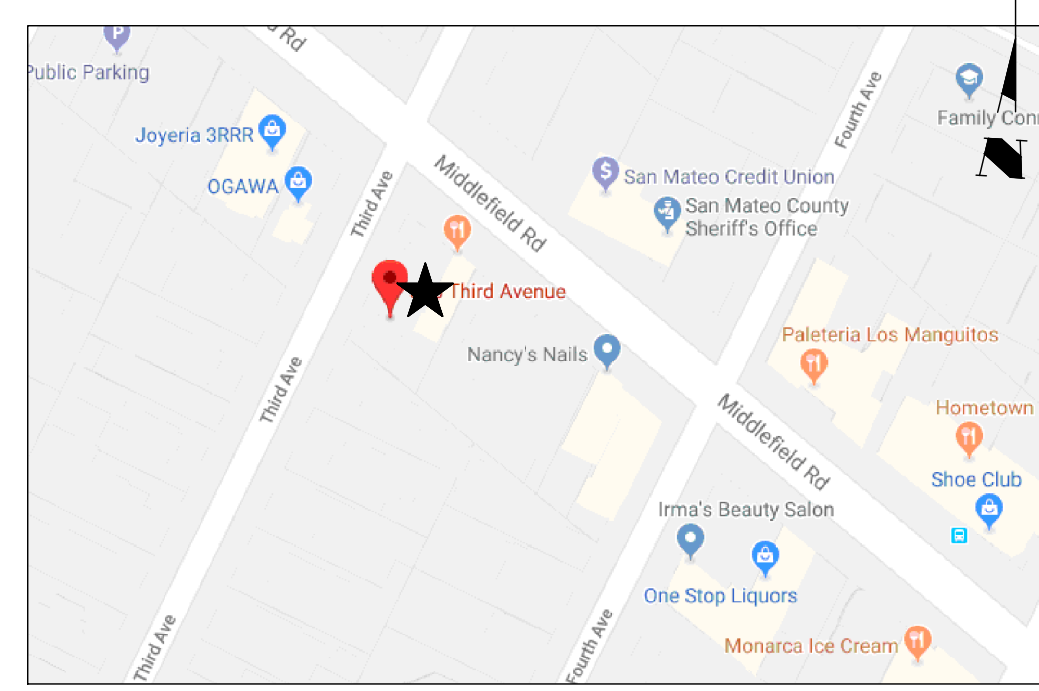 d Rd
P
Public Parking
Fourth Ave
Family Con
Joyeria 3RRR
Middlefield Rd
$
San Mateo Credit Union
OGAWA
Third Ave
San Mateo County
Sheriff's Office
N
Third Avenue
Paleteria Los Manguitos
Nancy's Nails
Third Ave
Middlefield Rd
Hometown
Shoe Club
Irma's Beauty Salon
One Stop Liquors
Third Ave
Fourth Ave
Monarca Ice Cream